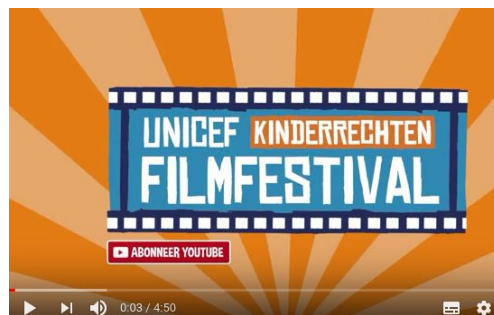 UNICEF KINDERRECHTEN
FILMFESTIVAL
ABONNEER YOUTUBE
0:03 / 4:50